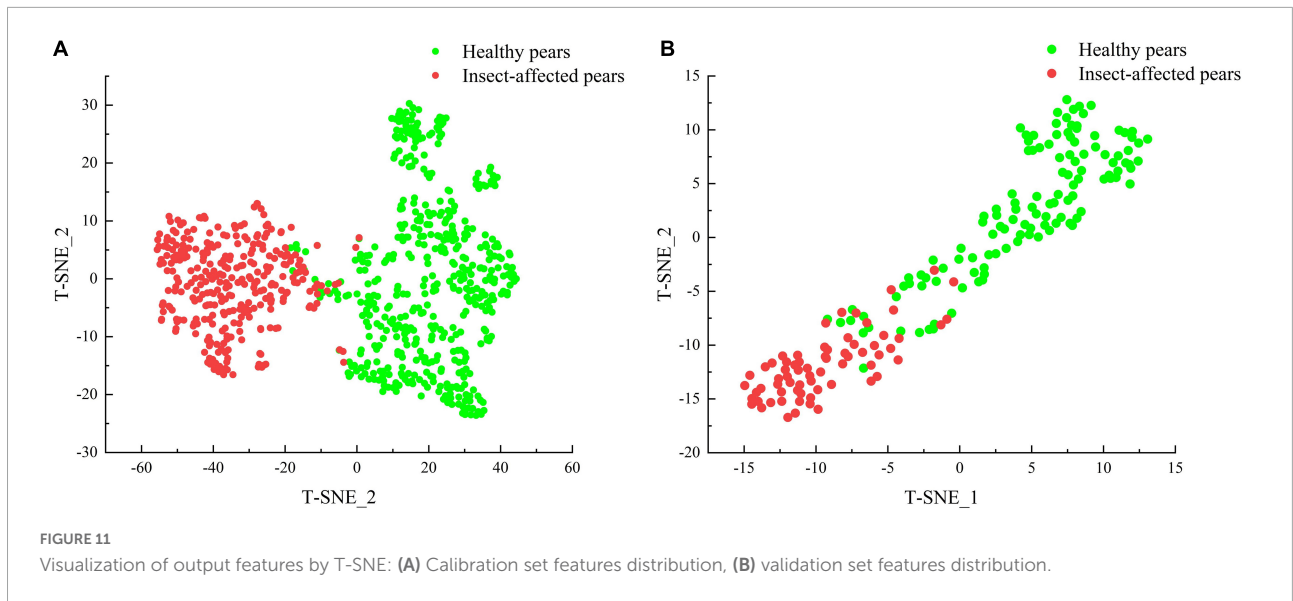 A
Healthy pears
Insect-affected pears
30
20
10
0
-10
-20
-30
T-SNE_2
-60 -40 -20 0 20 40 60
T-SNE_2
B
Healthy pears
Insect-affected pears
15
10
5
0
-5
-10
-15
-20
T-SNE_2
-15 -10 -5 0 5 10 15
T-SNE_1
FIGURE 11
Visualization of output features by T-SNE: (A) Calibration set features distribution, (B) validation set features distribution.